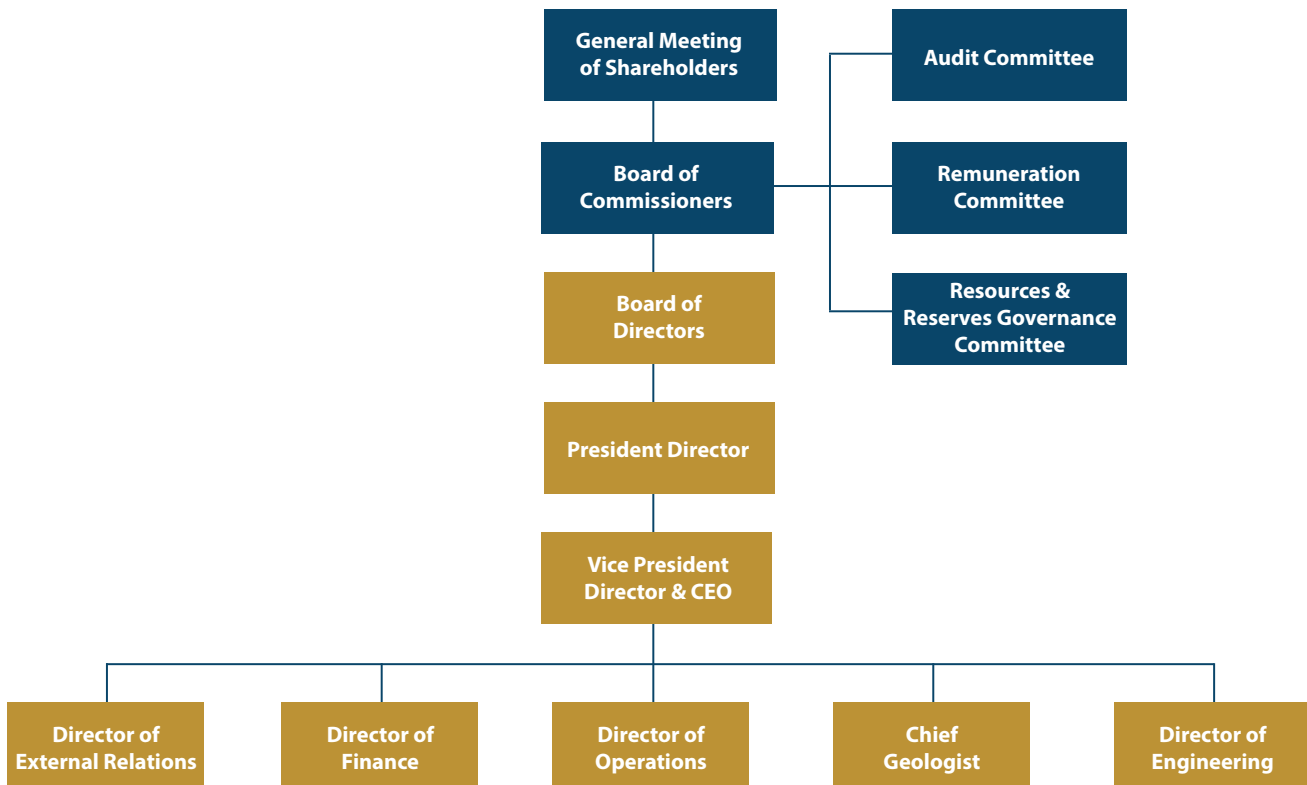 General Meeting
of Shareholders
Audit Committee
Board of
Commissioners
Remuneration
Committee
Board of
Directors
Resources &
Reserves Governance
Committee
President Director
Vice President
Director & CEO
Director of
External Relations
Director of
Finance
Director of
Operations
Chief
Geologist
Director of
Engineering